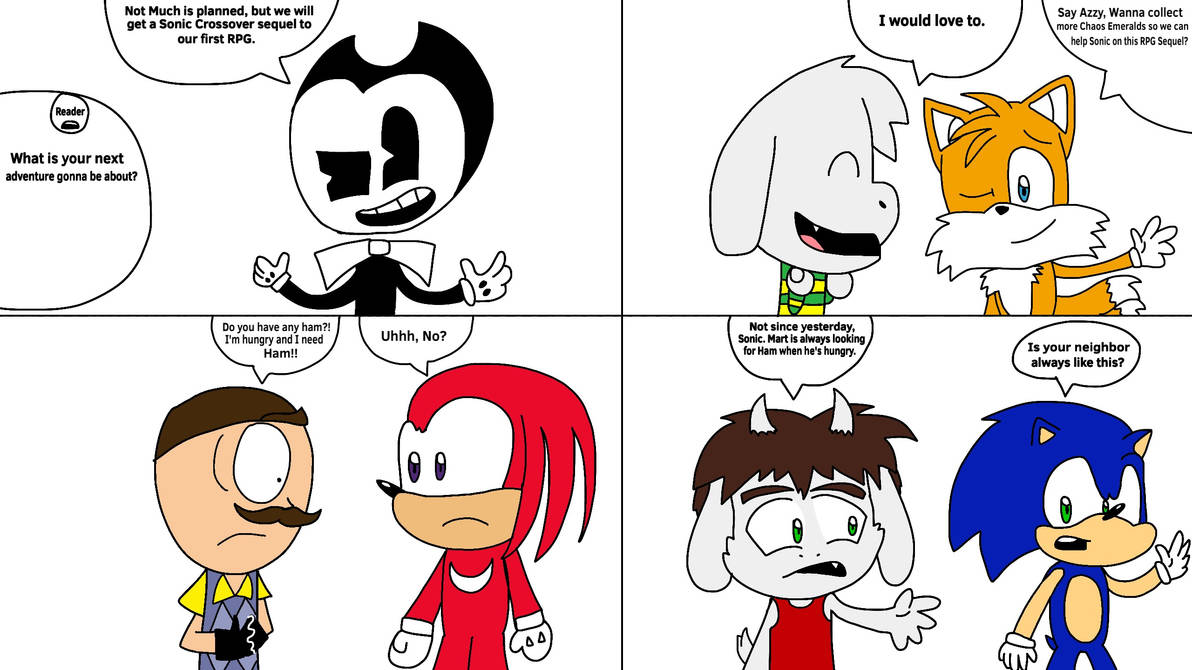 Reader
What is your next
adventure gonna be about?
Not Much is planned, but we will
get a Sonic Crossover sequel to
our first RPG.
Say Azzy, Wanna collect
more Chaos Emeralds so we can
help Sonic on this RPG Sequel?
I would love to.
Do you have any ham?!
I'm hungry and I need
Ham!!
Uhhh, No?
Is your neighbor
always like this?
Not since yesterday,
Sonic. Mart is always looking
for Ham when he's hungry.